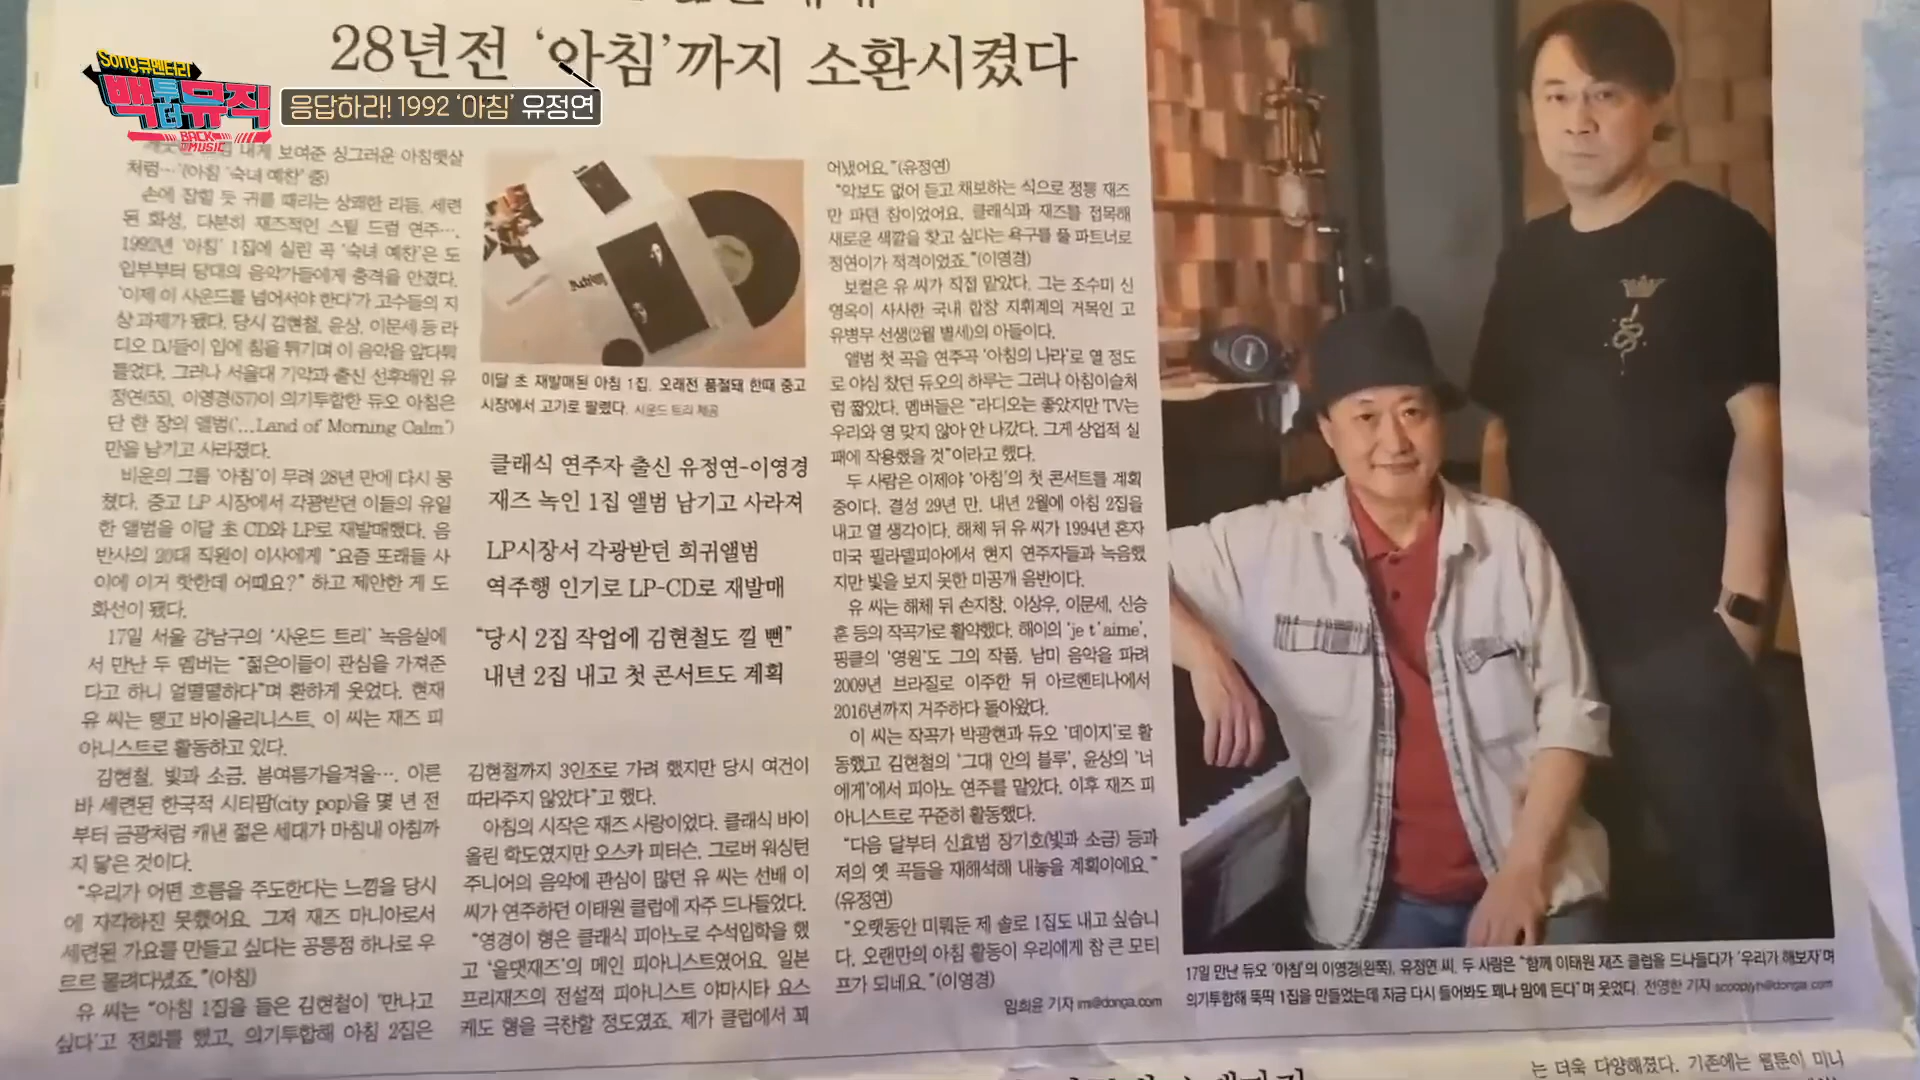 28년전 ‘아침’까지 소환시켰다
Song큐멘터리
백투더뮤직
BACK TO THE MUSIC
응답하라! 1992 ‘아침’ 유정연
내게 보여준 싱그러운 아침햇살
처럼…’(아침 ‘숙녀 예찬’ 중)
손에 잡힐 듯 귀를 때리는 상쾌한 리듬, 세련
된 화성, 다분히 재즈적인 스틸 드럼 연주….
1992년 ‘아침’ 1집에 실린 곡 ‘숙녀 예찬’은 도
입부부터 당대의 음악가들에게 충격을 안겼다.
‘이제 이 사운드를 넘어서야 한다’가 고수들의 지
상 과제가 됐다. 당시 김현철, 윤상, 이문세 등 라
디오 DJ들이 입에 침을 튀기며 이 음악을 앞다퉈
틀었다. 그러나 서울대 기악과 출신 선후배인 유
정연(55), 이영경(57)이 의기투합한 듀오 아침은
단 한 장의 앨범(‘…Land of Morning Calm’)
만을 남기고 사라졌다.
비운의 그룹 ‘아침’이 무려 28년 만에 다시 뭉
쳤다. 중고 LP 시장에서 각광받던 이들의 유일
한 앨범을 이달 초 CD와 LP로 재발매했다. 음
반사의 20대 직원이 이사에게 “요즘 또래들 사
이에 이거 핫한데 어때요?” 하고 제안한 게 도
화선이 됐다.
17일 서울 강남구의 ‘사운드 트리’ 녹음실에
서 만난 두 멤버는 “젊은이들이 관심을 가져준
다고 하니 얼떨떨하다”며 환하게 웃었다. 현재
유 씨는 탱고 바이올리니스트, 이 씨는 재즈 피
아니스트로 활동하고 있다.
김현철, 빛과 소금, 봄여름가을겨울…. 이른
바 세련된 한국적 시티팝(city pop)을 몇 년 전
부터 금광처럼 캐낸 젊은 세대가 마침내 아침까
지 닿은 것이다.
“우리가 어떤 흐름을 주도한다는 느낌을 당시
에 자각하진 못했어요. 그저 재즈 마니아로서
세련된 가요를 만들고 싶다는 공통점 하나로 우
르르 몰려다녔죠.”(아침)
유 씨는 “아침 1집을 들은 김현철이 ‘만나고
싶다’고 전화를 했고, 의기투합해 아침 2집은
이달 초 재발매된 아침 1집. 오래전 품절돼 한때 중고
시장에서 고가로 팔렸다. 사운드 트리 제공
클래식 연주자 출신 유정연-이영경
재즈 녹인 1집 앨범 남기고 사라져
LP시장서 각광받던 희귀앨범
역주행 인기로 LP-CD로 재발매
“당시 2집 작업에 김현철도 낄 뻔”
내년 2집 내고 첫 콘서트도 계획
김현철까지 3인조로 가려 했지만 당시 여건이
따라주지 않았다”고 했다.
아침의 시작은 재즈 사랑이었다. 클래식 바이
올린 학도였지만 오스카 피터슨, 그로버 워싱턴
주니어의 음악에 관심이 많던 유 씨는 선배 이
씨가 연주하던 이태원 클럽에 자주 드나들었다.
“영경이 형은 클래식 피아노로 수석입학을 했
고 ‘올댓재즈’의 메인 피아니스트였어요. 일본
프리재즈의 전설적 피아니스트 야마시타 요스
케도 형을 극찬할 정도였죠. 제가 클럽에서 꾀
어냈어요.”(유정연)
“악보도 없어 듣고 채보하는 식으로 정통 재즈
만 파던 참이었어요. 클래식과 재즈를 접목해
새로운 색깔을 찾고 싶다는 욕구를 풀 파트너로
정연이가 적격이었죠.”(이영경)
보컬은 유 씨가 직접 맡았다. 그는 조수미 신
영옥이 사사한 국내 합창 지휘계의 거목인 고
유병무 선생(2월 별세)의 아들이다.
앨범 첫 곡을 연주곡 ‘아침의 나라’로 열 정도
로 야심 찼던 듀오의 하루는 그러나 아침이슬처
럼 짧았다. 멤버들은 “라디오는 좋았지만 TV는
우리와 영 맞지 않아 안 나갔다. 그게 상업적 실
패에 작용했을 것”이라고 했다.
두 사람은 이제야 ‘아침’의 첫 콘서트를 계획
중이다. 결성 29년 만, 내년 2월에 아침 2집을
내고 열 생각이다. 해체 뒤 유 씨가 1994년 혼자
미국 필라델피아에서 현지 연주자들과 녹음했
지만 빛을 보지 못한 미공개 음반이다.
유 씨는 해체 뒤 손지창, 이상우, 이문세, 신승
훈 등의 작곡가로 활약했다. 해이의 ‘je t’aime’,
핑클의 ‘영원’도 그의 작품. 남미 음악을 파려
2009년 브라질로 이주한 뒤 아르헨티나에서
2016년까지 거주하다 돌아왔다.
이 씨는 작곡가 박광현과 듀오 ‘데이지’로 활
동했고 김현철의 ‘그대 안의 블루’, 윤상의 ‘너
에게’에서 피아노 연주를 맡았다. 이후 재즈 피
아니스트로 꾸준히 활동했다.
“다음 달부터 신효범 장기호(빛과 소금) 등과
저의 옛 곡들을 재해석해 내놓을 계획이에요.”
(유정연)
“오랫동안 미뤄둔 제 솔로 1집도 내고 싶습니
다. 오랜만의 아침 활동이 우리에게 참 큰 모티
프가 되네요.”(이영경)
임희윤 기자 imi@donga.com
17일 만난 듀오 ‘아침’의 이영경(왼쪽), 유정연 씨. 두 사람은 “함께 이태원 재즈 클럽을 드나들다가 ‘우리가 해보자’며
의기투합해 뚝딱 1집을 만들었는데 지금 다시 들어봐도 꽤나 맘에 든다”며 웃었다. 전영한 기자 scoopjyh@donga.com
는 더욱 다양해졌다. 기존에는 웹툰이 미니